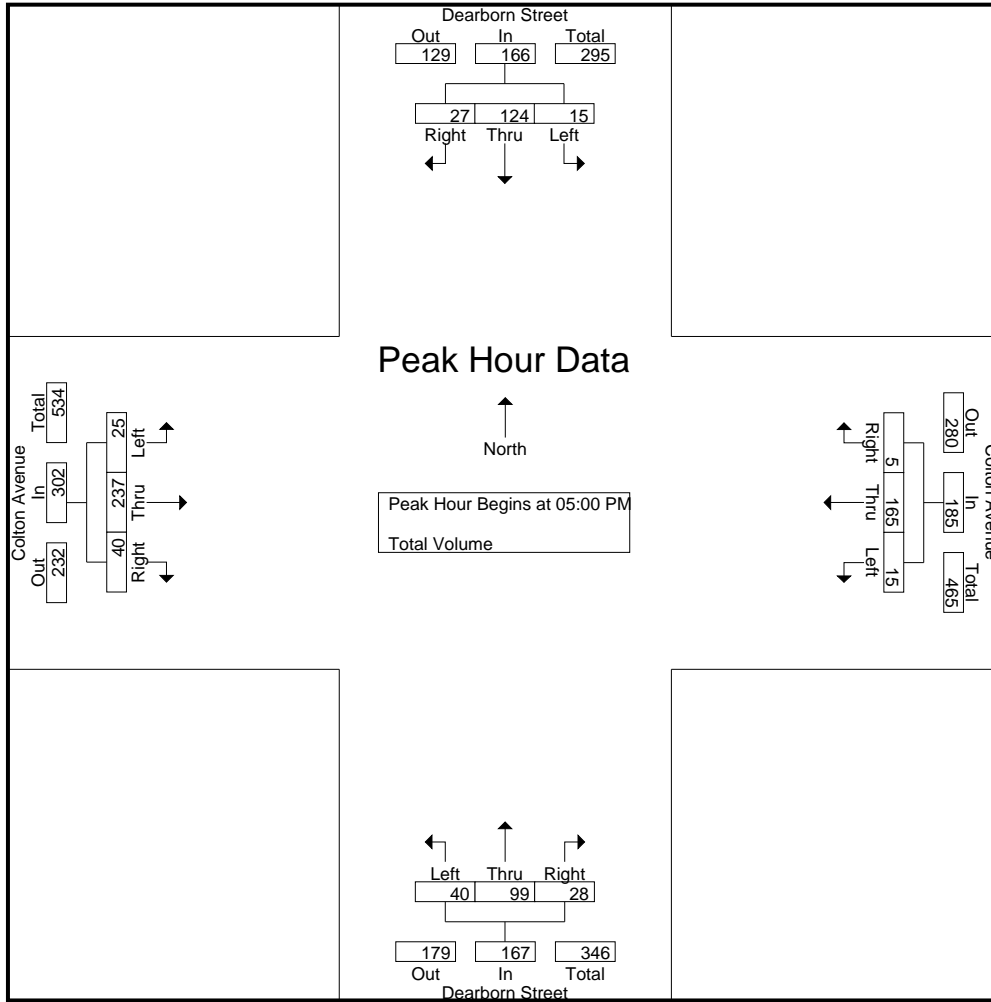 Dearborn Street
Out In Total
129 166 295
27 124 15
Right Thru Left
Peak Hour Data
North
Peak Hour Begins at 05:00 PM
Total Volume
Colton Avenue
Out In Total
232 302 534
Left Thru Right
25 237 40
Colton Avenue
Out In Total
280 185 465
5 165 15
Right Thru Left
Left Thru Right
40 99 28
179 167 346
Out In Total
Dearborn Street